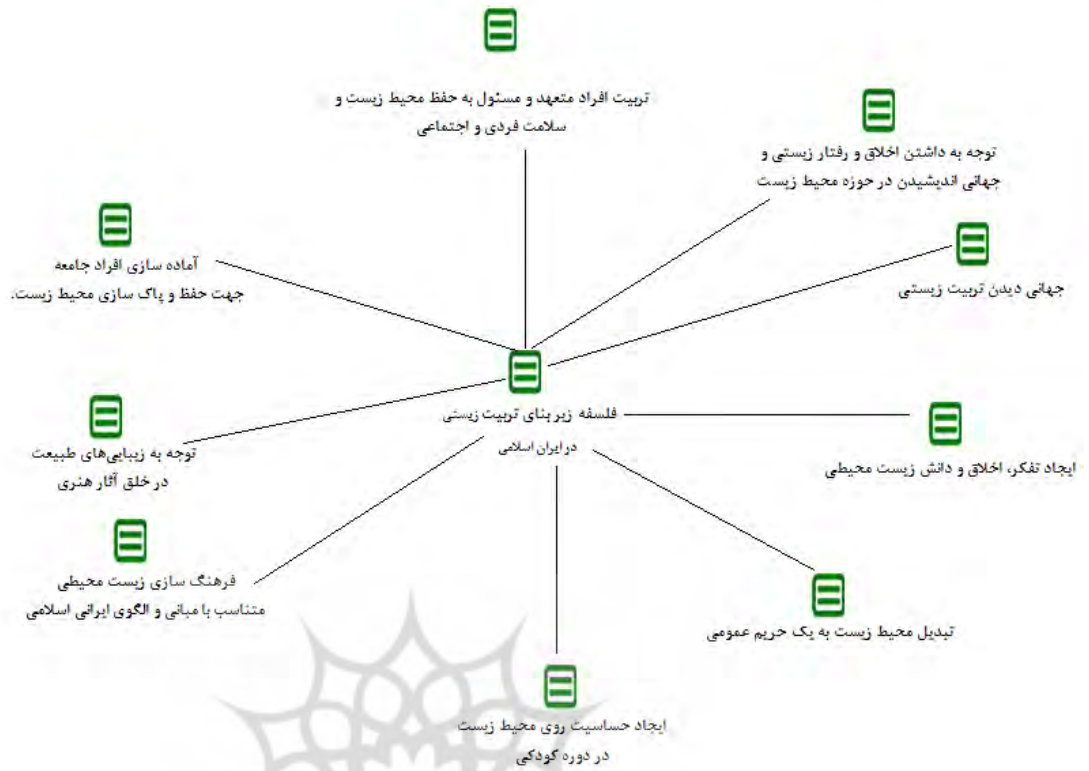 تربیت افراد متعهد و مسئول به حفظ محیط زیست و
سلامت فردی و اجتماعی
توجه به داشتن اخلاق و رفتار زیستی و
جهانی اندیشیدن در حوزه محیط زیست
آماده سازی افراد جامعه
جهت حفظ و پاک سازی محیط زیست.
جهانی دیدن تربیت زیستی
فلسفه زیر بنای تربیت زیستی
در ایران اسلامی
توجه به زیبایی‌های طبیعت
در خلق آثار هنری
ایجاد تفکر، اخلاق و دانش زیست محیطی
فرهنگ سازی زیست محیطی
متناسب با مبانی و الگوی ایرانی اسلامی
تبدیل محیط زیست به یک حریم عمومی
ایجاد حساسیت روی محیط زیست
در دوره کودکی